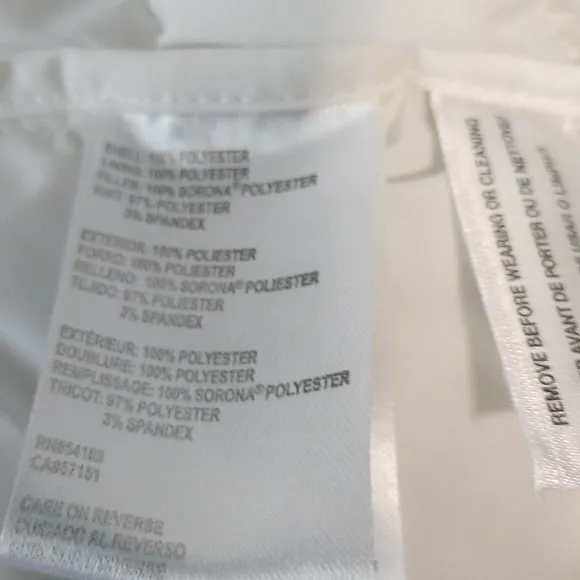 SHELL: 100% POLYESTER
LINING: 100% POLYESTER
FILLER: 100% SORONA® POLYESTER
KNIT: 97% POLYESTER
3% SPANDEX
EXTERIOR: 100% POLIESTER
FORRO: 100% POLIESTER
RELLENO: 100% SORONA® POLIESTER
TEJIDO: 97% POLIESTER
3% SPANDEX
EXTÉRIEUR: 100% POLYESTER
DOUBLURE: 100% POLYESTER
REMPLISSAGE: 100% SORONA® POLYESTER
TRICOT: 97% POLYESTER
3% SPANDEX
CA057151
CARE ON REVERSE
CUIDADO AL REVERSO
REMOVE BEFORE WEARING OR CLEANING
AVANT DE PORTER OU DE NETTOYER
USAR O LIMPIAR